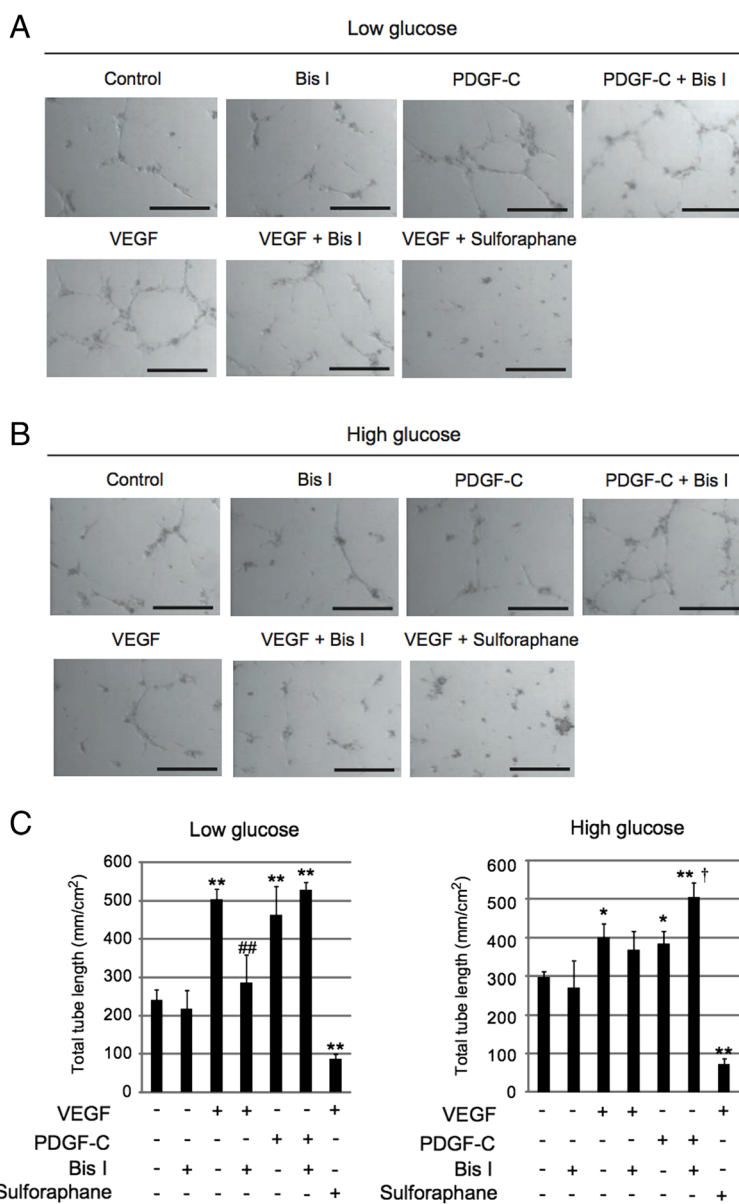 A
Low glucose
Control Bis I PDGF-C PDGF-C + Bis I
VEGF VEGF + Bis I VEGF + Sulforaphane
B
High glucose
Control Bis I PDGF-C PDGF-C + Bis I
VEGF VEGF + Bis I VEGF + Sulforaphane
C
Low glucose
Total tube length (mm/cm²)
600
500
400
300
200
100
0
** ## ** ** **
VEGF - - + + - - +
PDGF-C - - - - + + -
Bis I - + - + - + -
Sulforaphane - - - - - - +
High glucose
Total tube length (mm/cm²)
600
500
400
300
200
100
0
* * ** † **
VEGF - - + + - - +
PDGF-C - - - - + + -
Bis I - + - + - + -
Sulforaphane - - - - - - +